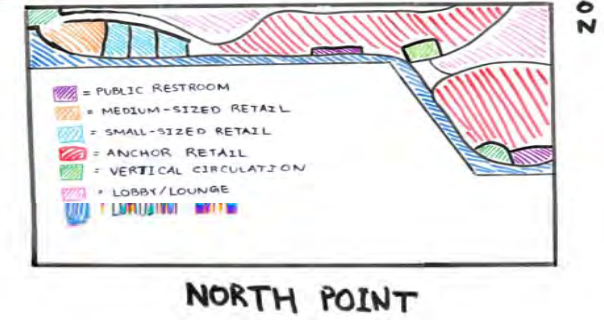 = PUBLIC RESTROOM
= MEDIUM-SIZED RETAIL
= SMALL-SIZED RETAIL
= ANCHOR RETAIL
= VERTICAL CIRCULATION
= LOBBY/LOUNGE
NORTH POINT